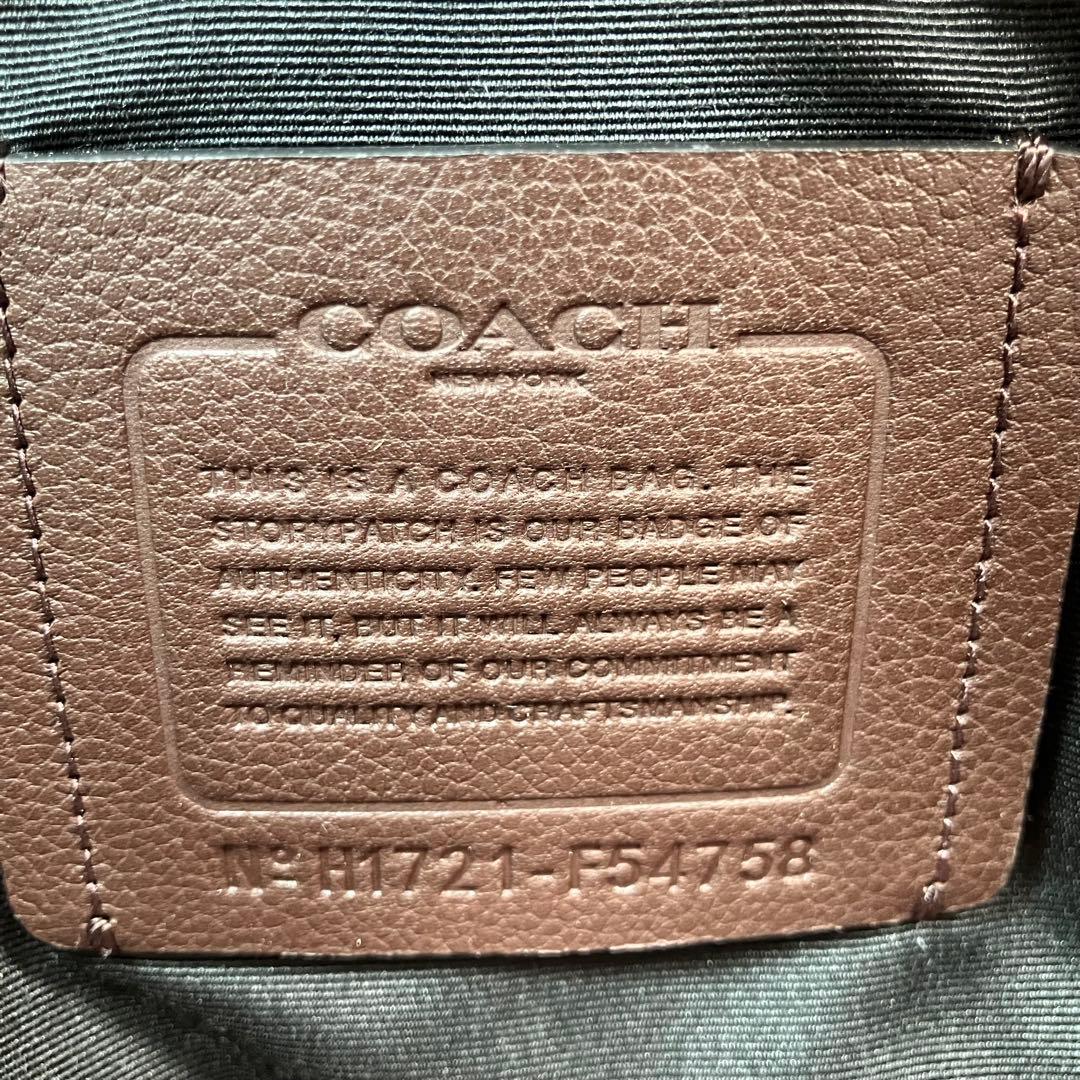 COACH
NEW YORK
THIS IS A COACH BAG. THE
STORYPATCH IS OUR BADGE OF
AUTHENTICITY. FEW PEOPLE MAY
SEE IT, BUT IT WILL ALWAYS BE A
REMINDER OF OUR COMMITMENT
TO QUALITY AND CRAFTSMANSHIP.
Nº H1721-F54758